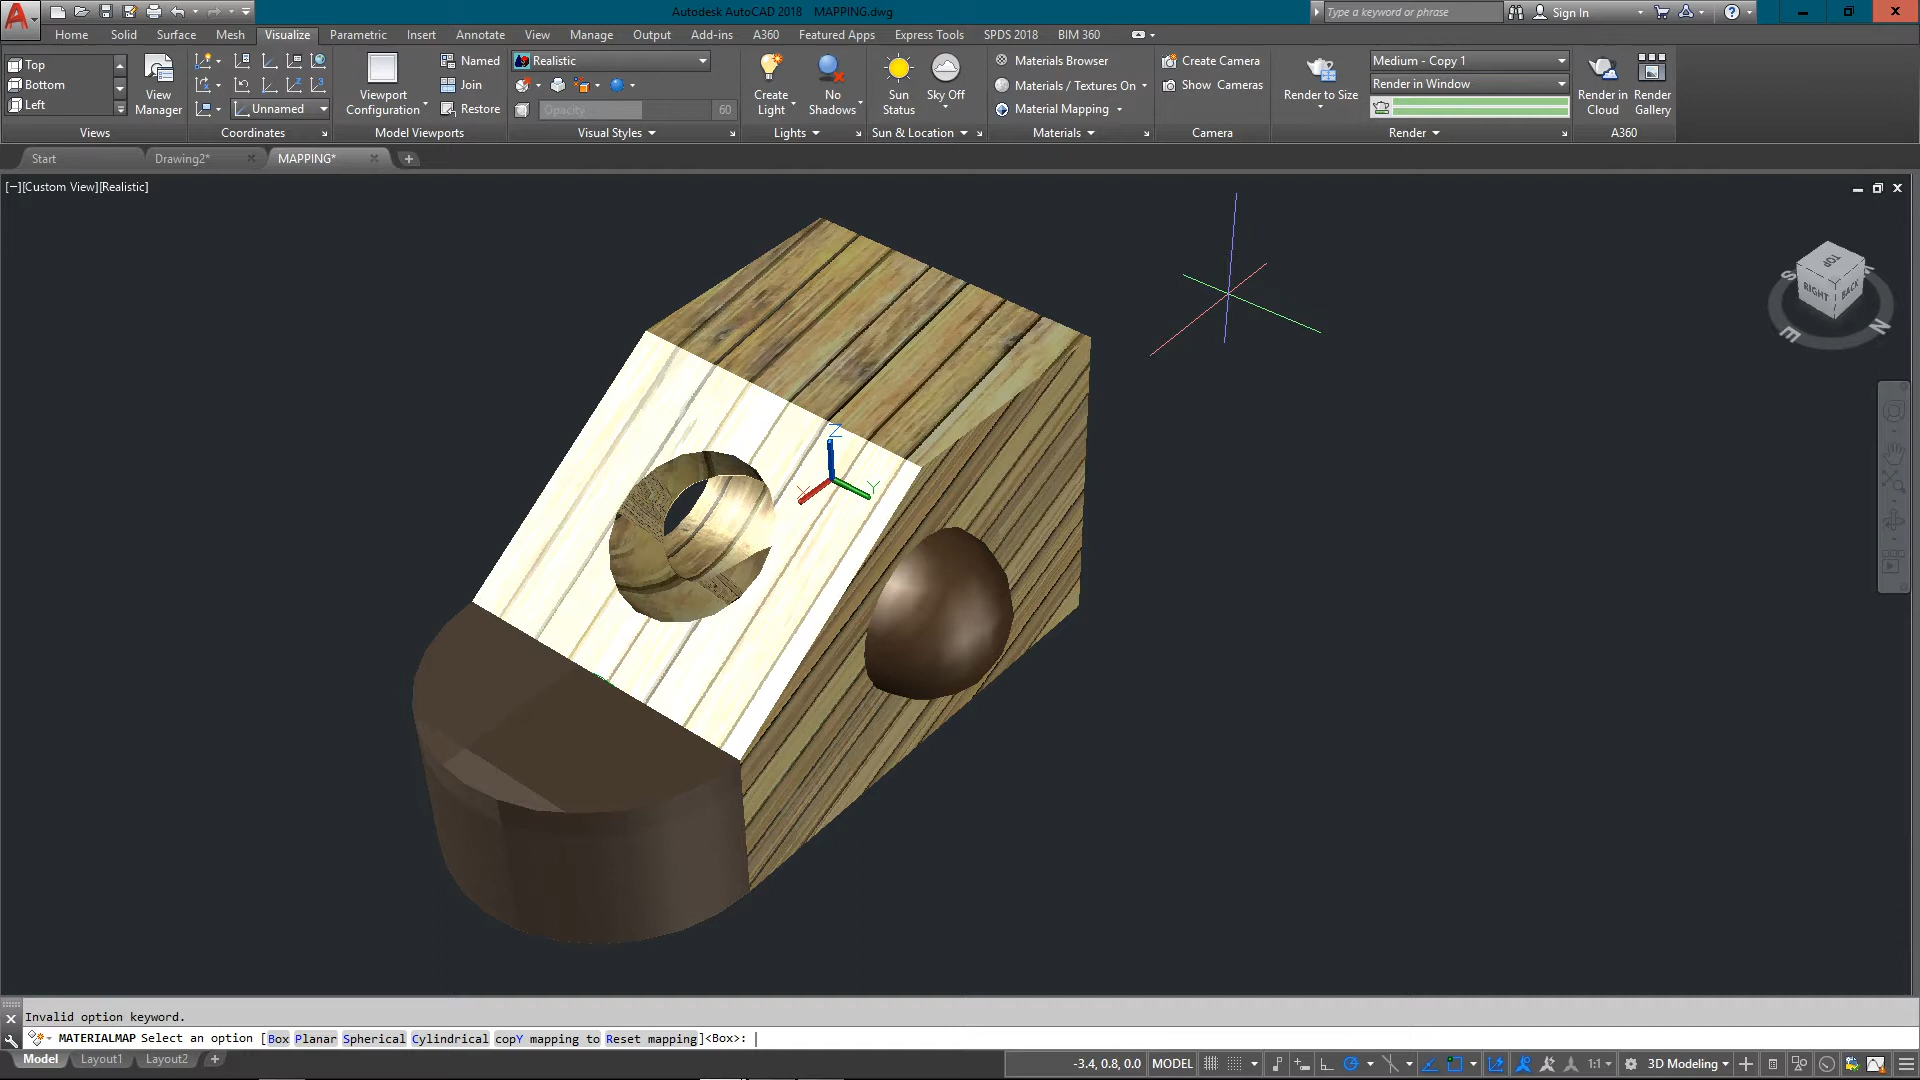 Autodesk AutoCAD 2018 MAPPING.dwg
Type a keyword or phrase
Sign In
Home Solid Surface Mesh Visualize Parametric Insert Annotate View Manage Output Add-ins A360 Featured Apps Express Tools SPDS 2018 BIM 360
Top
Bottom
Left
View
Manager
Unnamed
Viewport
Configuration
Named
Join
Restore
Realistic
Opacity 60
Create
Light
No
Shadows
Sun
Status
Sky Off
Materials Browser
Materials / Textures On
Material Mapping
Create Camera
Show Cameras
Render to Size
Medium - Copy 1
Render in Window
Render in
Cloud
Render
Gallery
Views Coordinates Model Viewports Visual Styles Lights Sun & Location Materials Camera Render A360
Start Drawing2* MAPPING*
[−][Custom View][Realistic]
TOP
RIGHT
BACK
S
E
N
Z
X
Y
Invalid option keyword.
MATERIALMAP Select an option [Box Planar Spherical Cylindrical copY mapping to Reset mapping]<Box>:
Model Layout1 Layout2
-3.4, 0.8, 0.0 MODEL 1:1 3D Modeling